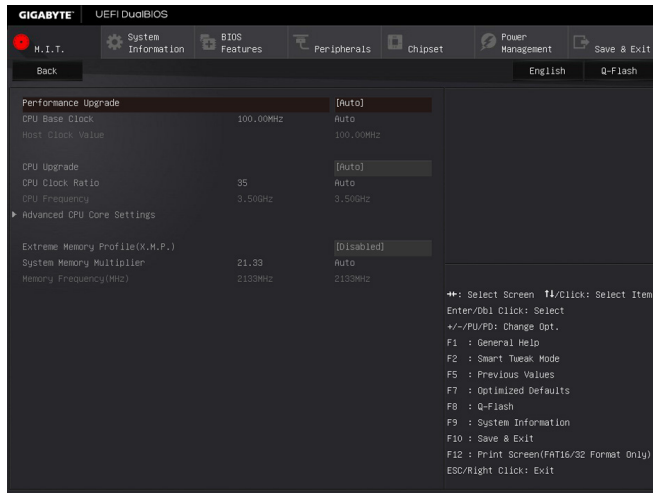 GIGABYTE™ UEFI DualBIOS
M.I.T.
System Information
BIOS Features
Peripherals
Chipset
Power Management
Save & Exit
Back English Q-Flash
Performance Upgrade [Auto]
CPU Base Clock 100.00MHz Auto
Host Clock Value 100.00MHz
CPU Upgrade [Auto]
CPU Clock Ratio 35 Auto
CPU Frequency 3.50GHz 3.50GHz
Advanced CPU Core Settings
Extreme Memory Profile(X.M.P.) [Disabled]
System Memory Multiplier 21.33 Auto
Memory Frequency(MHz) 2133MHz 2133MHz
→←: Select Screen ↑↓/Click: Select Item
Enter/Dbl Click: Select
+/-/PU/PD: Change Opt.
F1 : General Help
F2 : Smart Tweak Mode
F5 : Previous Values
F7 : Optimized Defaults
F8 : Q-Flash
F9 : System Information
F10 : Save & Exit
F12 : Print Screen(FAT16/32 Format Only)
ESC/Right Click: Exit